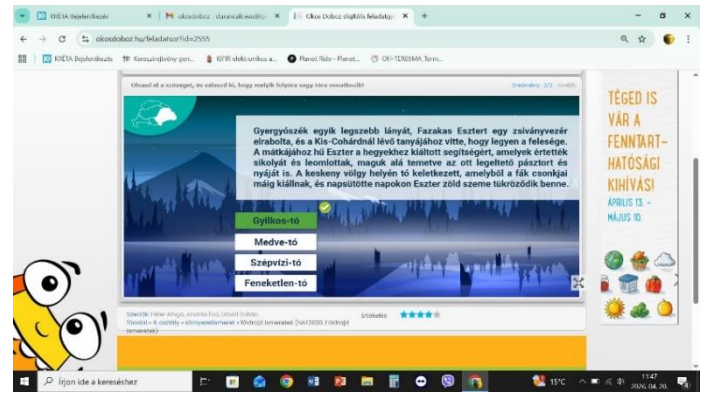 KRÉTA Bejelentkezés
Okos Doboz digitális feladatgy
okosdoboz.hu/feladatsor?id=2555
KRÉTA Bejelentkezés
Planet Ride - Planet...
Olvasd el a szöveget, és válaszd ki, hogy melyik folyóra vagy tóra vonatkozik!
Gyergyószék egyik legszebb lányát, Fazakas Esztert egy zsiványvezér
elrabolta, és a Kis-Cohárdnál lévő tanyájához vitte, hogy legyen a felesége.
A mátkájához hű Eszter a hegyekhez kiáltott segítségért, amelyek értették
sikolyát és leomlottak, maguk alá temetve az ott legeltető pásztort és
nyáját is. A keskeny völgy helyén tó keletkezett, amelyből a fák csonkjai
máig kiállnak, és napsütötte napokon Eszter zöld szeme tükröződik benne.
Gyilkos-tó
Medve-tó
Szépvízi-tó
Feneketlen-tó
TÉGED IS
VÁR A
FENNTART-
HATÓSÁGI
KIHÍVÁS!
ÁPRILIS 13. -
MÁJUS 10.
Értékelés
Írjon ide a kereséshez
15°C
11:47
2026. 04. 20.